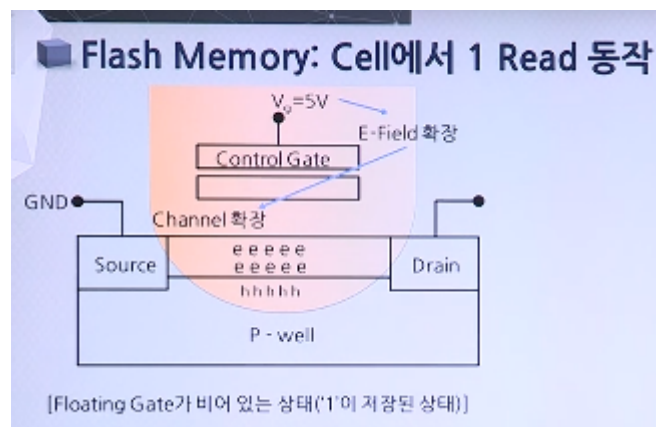 Flash Memory: Cell에서 1 Read 동작
Vg=5V
E-Field 확장
Control Gate
GND
Channel 확장
Source
e e e e e
e e e e e
Drain
h h h h h
P - well
[Floating Gate가 비어 있는 상태('1'이 저장된 상태)]